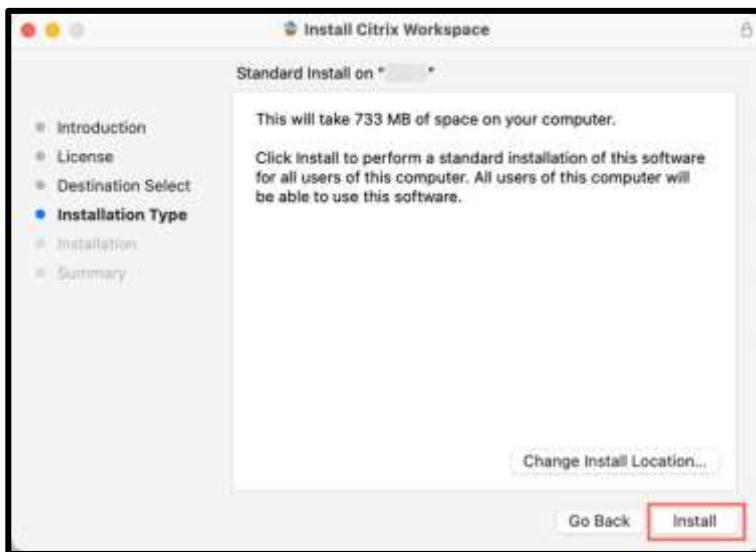 Install Citrix Workspace
Standard Install on " "
Introduction
License
Destination Select
Installation Type
Installation
Summary
This will take 733 MB of space on your computer.
Click Install to perform a standard installation of this software
for all users of this computer. All users of this computer will
be able to use this software.
Change Install Location...
Go Back
Install